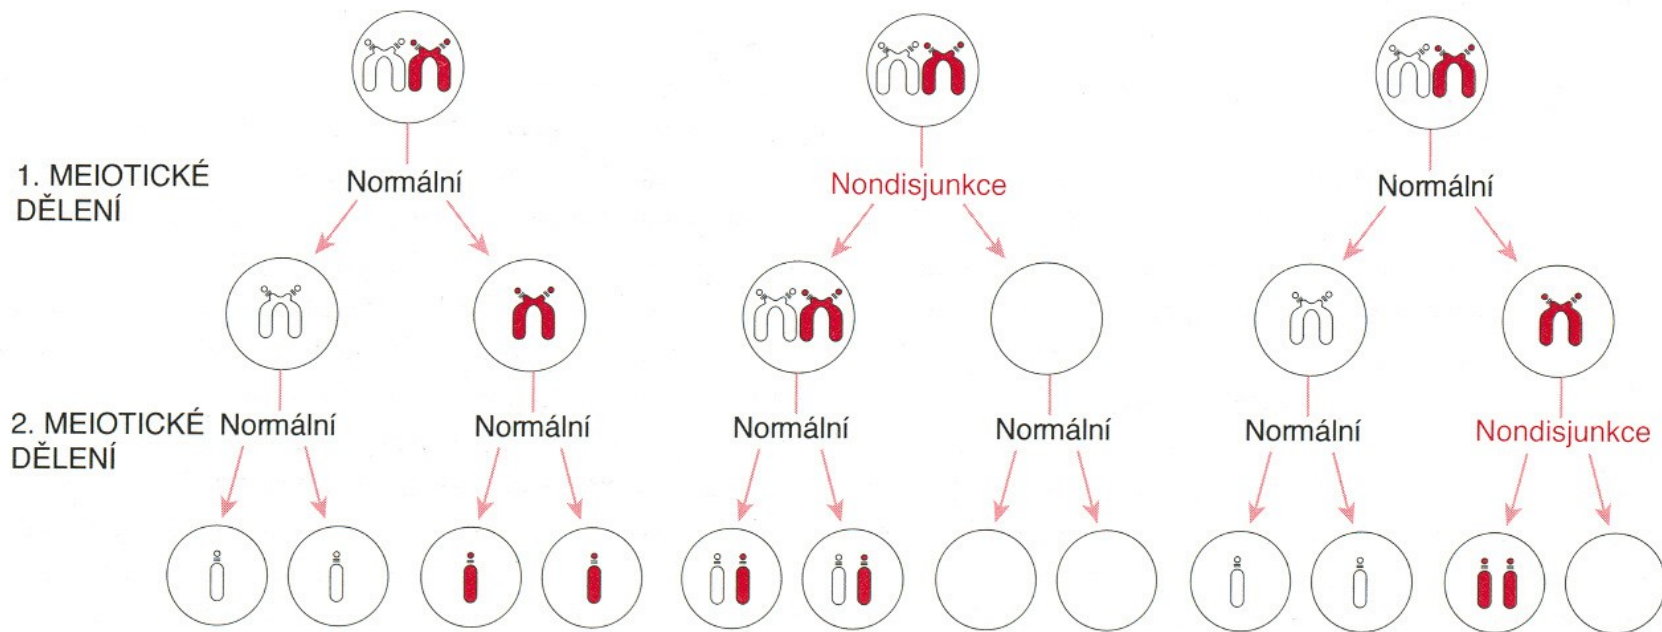 1. MEIOTICKÉ
DĚLENÍ
Normální
Nondisjunkce
Normální
2. MEIOTICKÉ
DĚLENÍ
Normální
Normální
Normální
Normální
Normální
Nondisjunkce